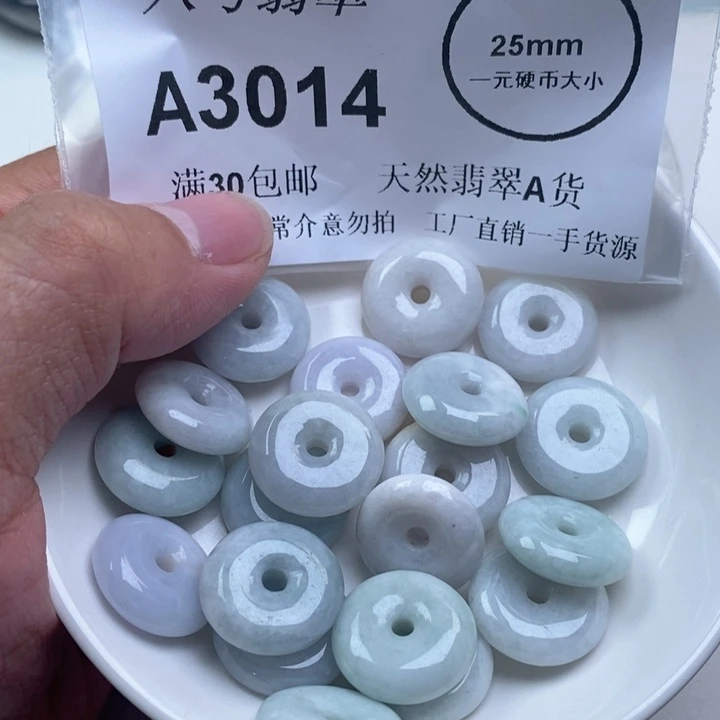 A3014
25mm
一元硬币大小
满30包邮 天然翡翠A货
常介意勿拍 工厂直销一手货源